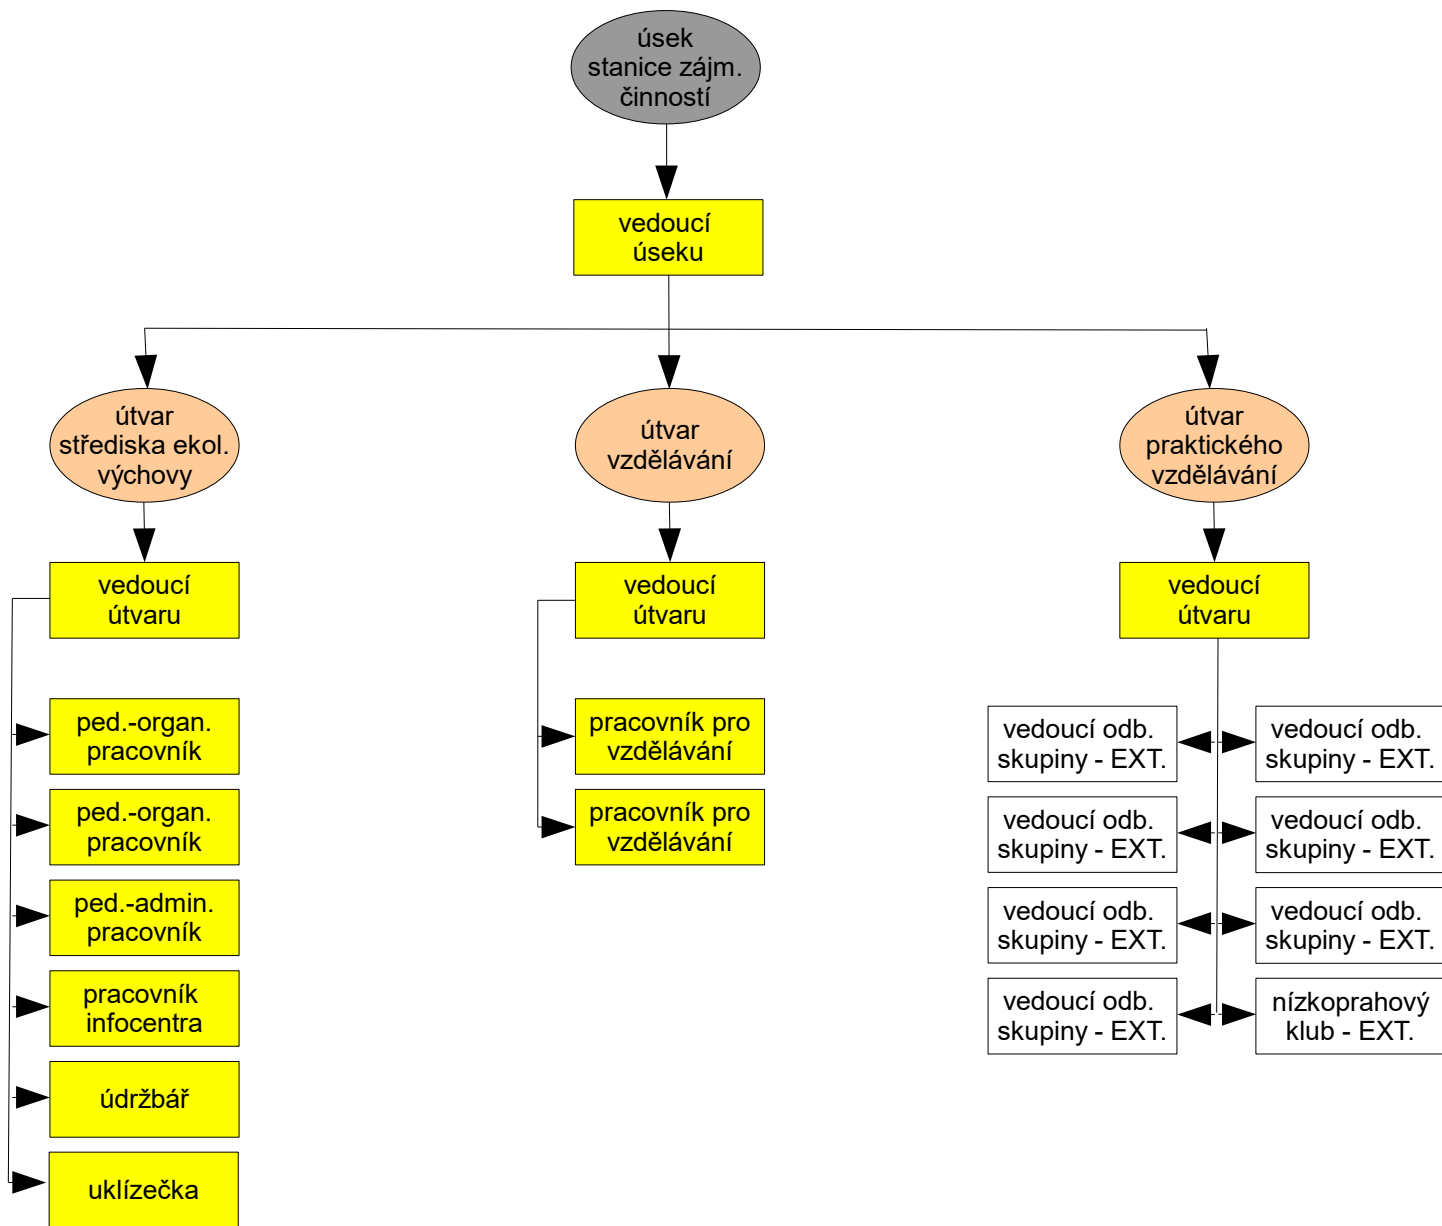 úsek
stanice zájm.
činností
vedoucí
úseku
útvar
střediska ekol.
výchovy
útvar
vzdělávání
útvar
praktického
vzdělávání
vedoucí
útvaru
vedoucí
útvaru
vedoucí
útvaru
ped.-organ.
pracovník
ped.-organ.
pracovník
ped.-admin.
pracovník
pracovník
infocentra
údržbář
uklízečka
pracovník pro
vzdělávání
pracovník pro
vzdělávání
vedoucí odb.
skupiny - EXT.
vedoucí odb.
skupiny - EXT.
vedoucí odb.
skupiny - EXT.
vedoucí odb.
skupiny - EXT.
vedoucí odb.
skupiny - EXT.
vedoucí odb.
skupiny - EXT.
vedoucí odb.
skupiny - EXT.
nízkoprahový
klub - EXT.